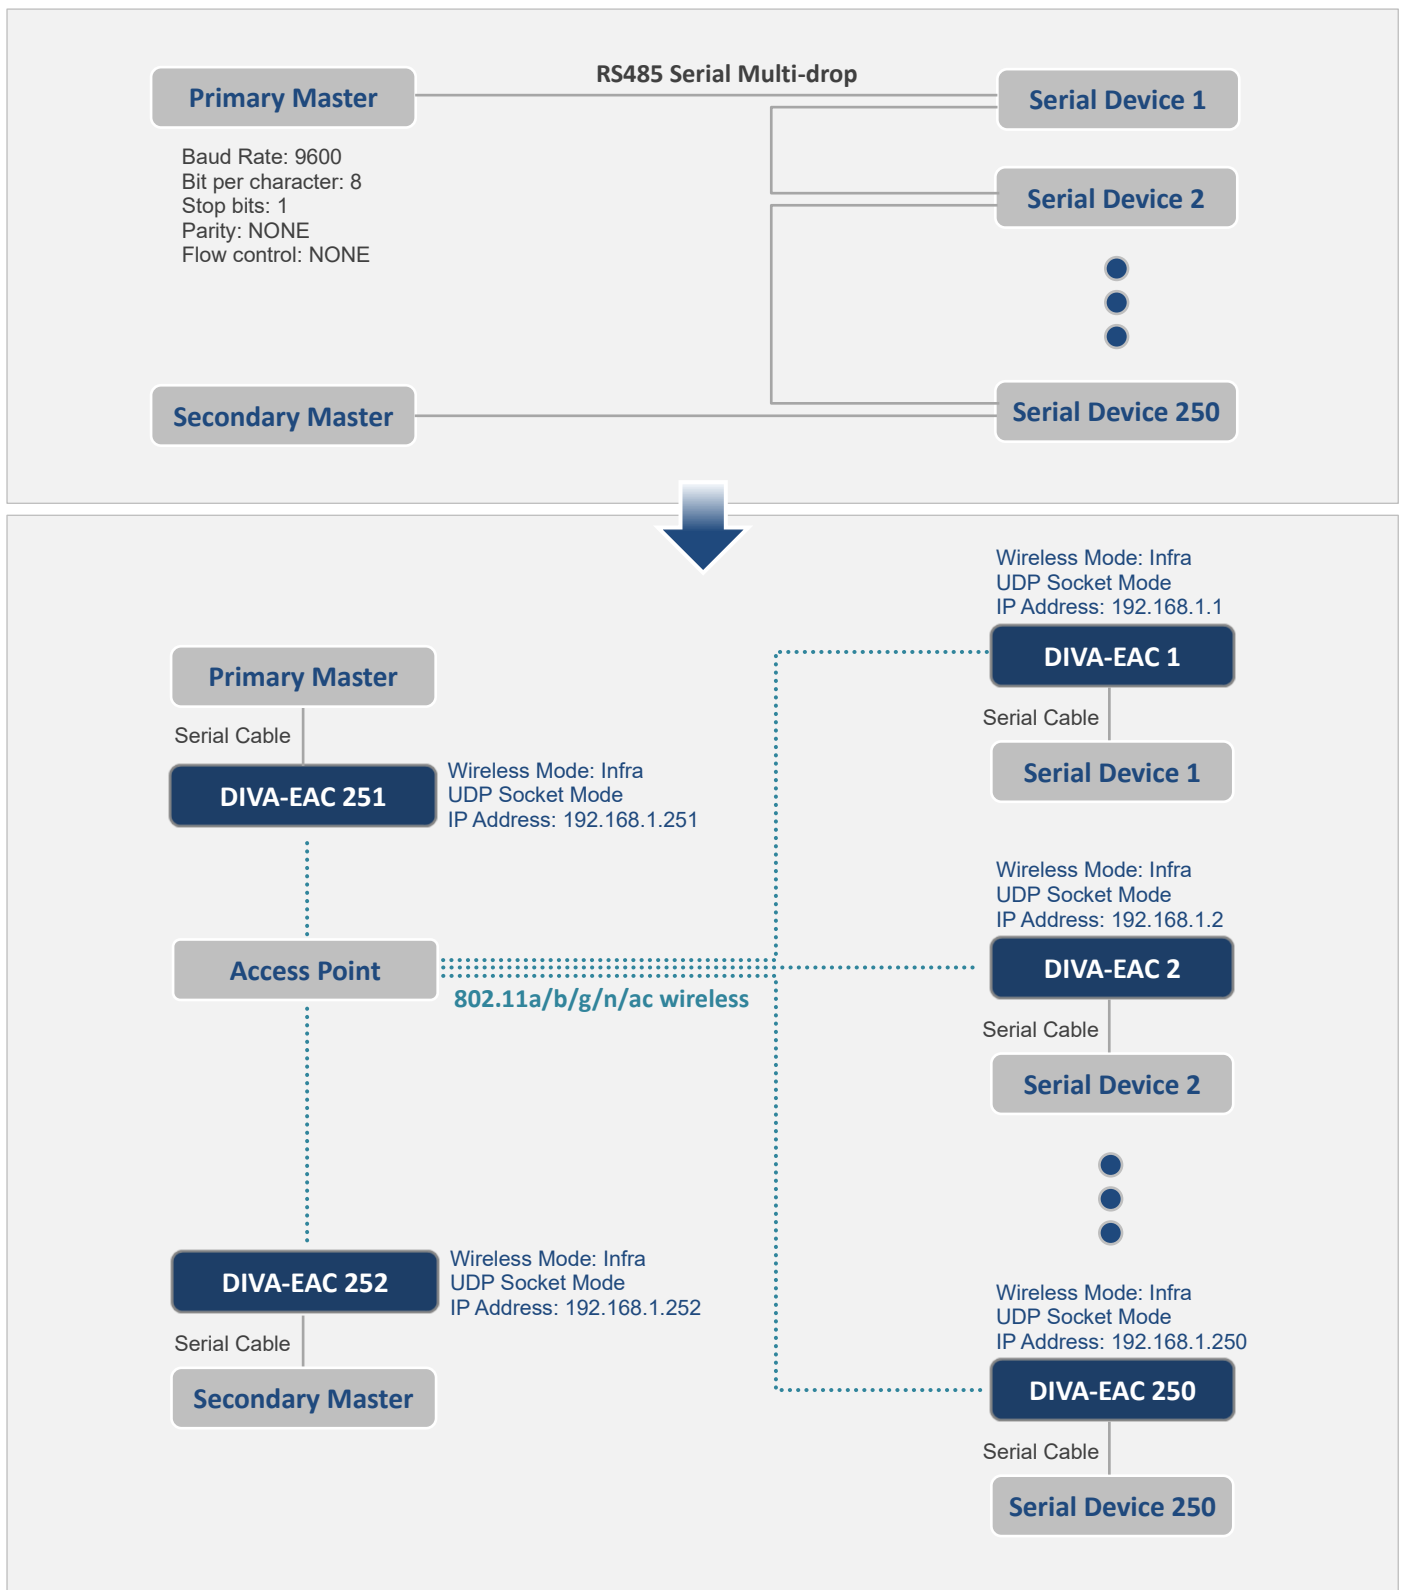 RS485 Serial Multi-drop
Primary Master
Serial Device 1
Baud Rate: 9600
Bit per character: 8
Stop bits: 1
Parity: NONE
Flow control: NONE
Serial Device 2
Secondary Master
Serial Device 250
Wireless Mode: Infra
UDP Socket Mode
IP Address: 192.168.1.1
DIVA-EAC 1
Serial Cable
Serial Device 1
Primary Master
Serial Cable
DIVA-EAC 251
Wireless Mode: Infra
UDP Socket Mode
IP Address: 192.168.1.251
Wireless Mode: Infra
UDP Socket Mode
IP Address: 192.168.1.2
DIVA-EAC 2
Serial Cable
Serial Device 2
Access Point
802.11a/b/g/n/ac wireless
DIVA-EAC 252
Wireless Mode: Infra
UDP Socket Mode
IP Address: 192.168.1.252
Serial Cable
Secondary Master
Wireless Mode: Infra
UDP Socket Mode
IP Address: 192.168.1.250
DIVA-EAC 250
Serial Cable
Serial Device 250